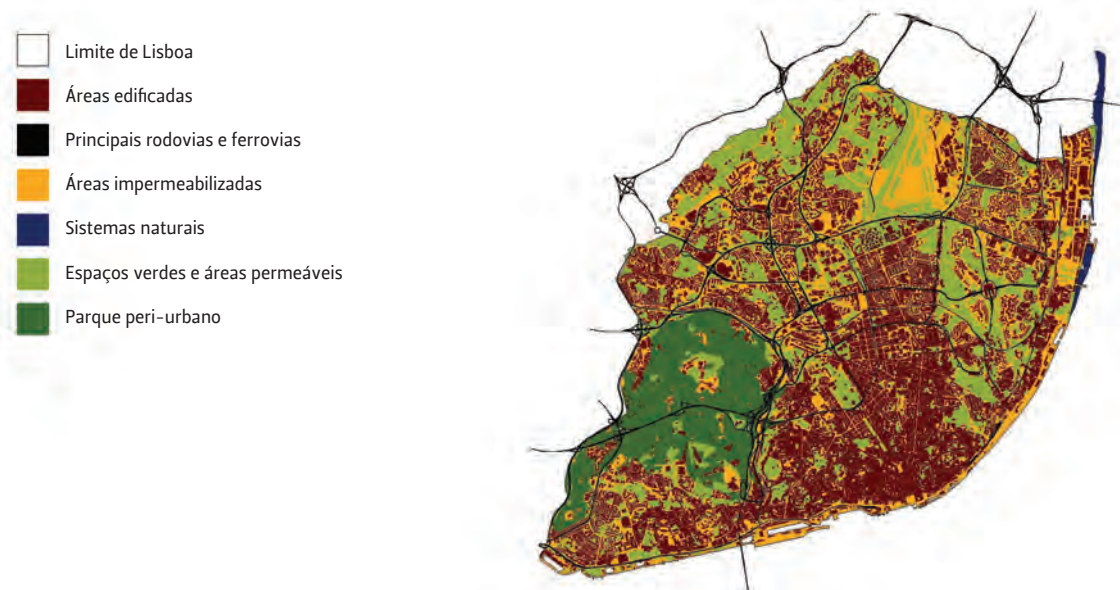 Limite de Lisboa
Áreas edificadas
Principais rodovias e ferrovias
Áreas impermeabilizadas
Sistemas naturais
Espaços verdes e áreas permeáveis
Parque peri-urbano